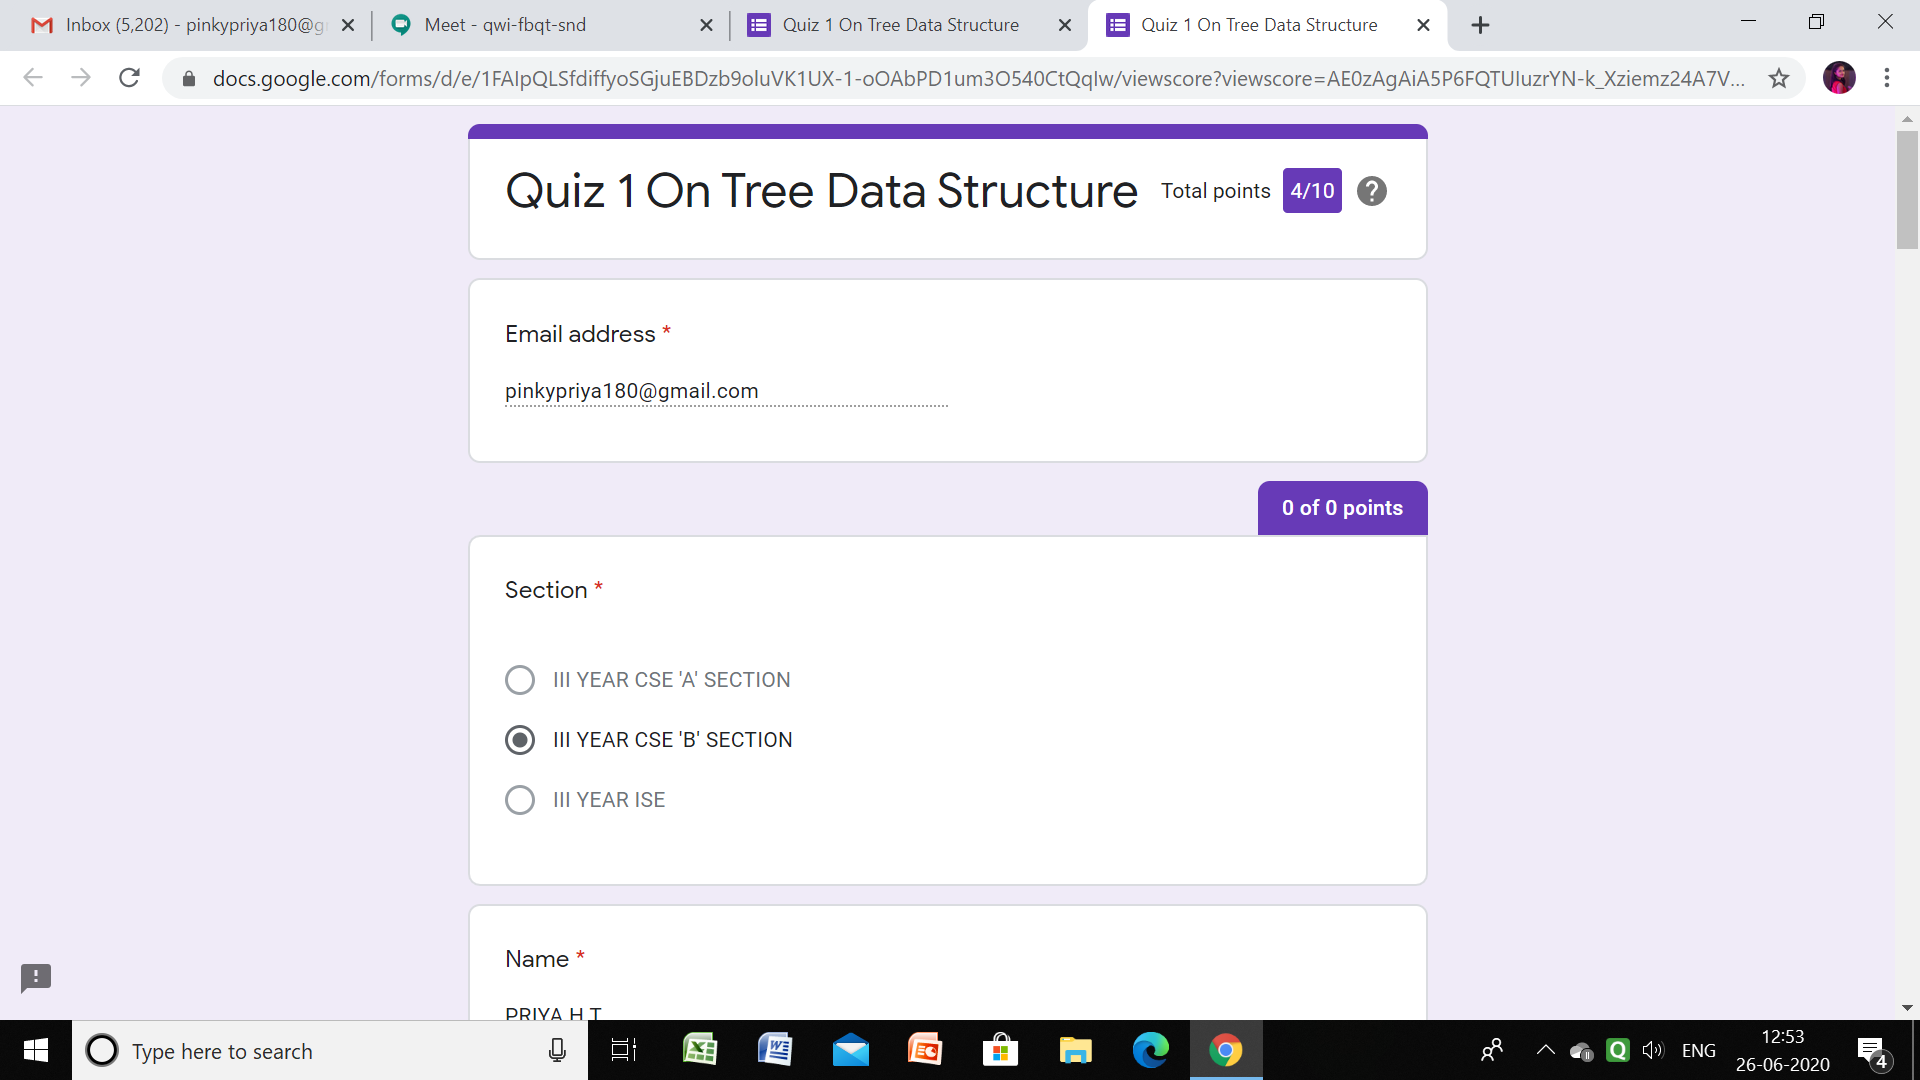 Inbox (5,202) - pinkypriya180@g
Meet - qwi-fbqt-snd
Quiz 1 On Tree Data Structure
Quiz 1 On Tree Data Structure
docs.google.com/forms/d/e/1FAIpQLSfdiffyoSGjuEBDzb9oluVK1UX-1-oOAbPD1um3O540CtQqIw/viewscore?viewscore=AE0zAgAiA5P6FQTUIuzrYN-k_Xziemz24A7V...
Quiz 1 On Tree Data Structure Total points 4/10 ?
Email address *
pinkypriya180@gmail.com
0 of 0 points
Section *
III YEAR CSE 'A' SECTION
III YEAR CSE 'B' SECTION
III YEAR ISE
Name *
PRIYA H T
Type here to search
ENG
12:53
26-06-2020
4